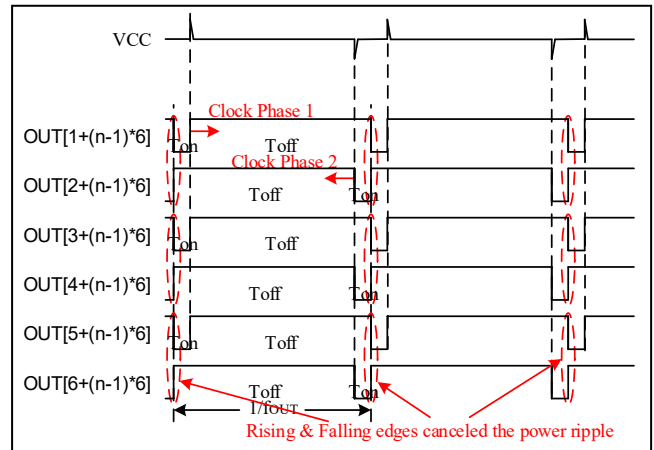 VCC
Clock Phase 1
OUT[1+(n-1)*6]
Ton
Toff
Clock Phase 2
OUT[2+(n-1)*6]
Toff
Ton
OUT[3+(n-1)*6]
Ton
Toff
OUT[4+(n-1)*6]
Toff
Ton
OUT[5+(n-1)*6]
Ton
Toff
OUT[6+(n-1)*6]
Toff
Ton
1/fOUT
Rising & Falling edges canceled the power ripple